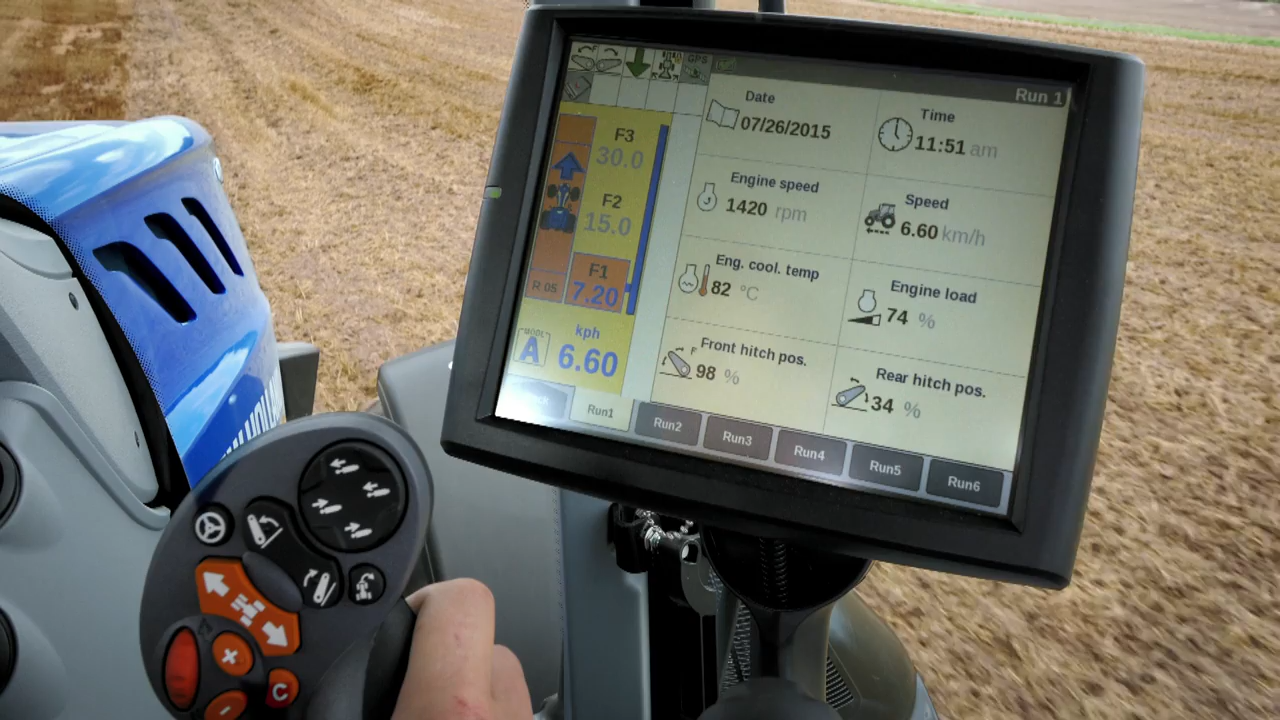 GPS
Run 1
F3
30.0
F2
15.0
F1
7.20
R 05
kph
MODE
A
6.60
Date
07/26/2015
Time
11:51 am
Engine speed
1420 rpm
Speed
6.60 km/h
Eng. cool. temp
82 °C
Engine load
74 %
Front hitch pos.
F
98 %
Rear hitch pos.
34 %
Run1
Run2
Run3
Run4
Run5
Run6
C